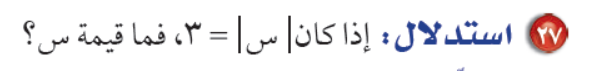 ٢٧ استدلال: إذا كان |س| = ٣، فما قيمة س؟